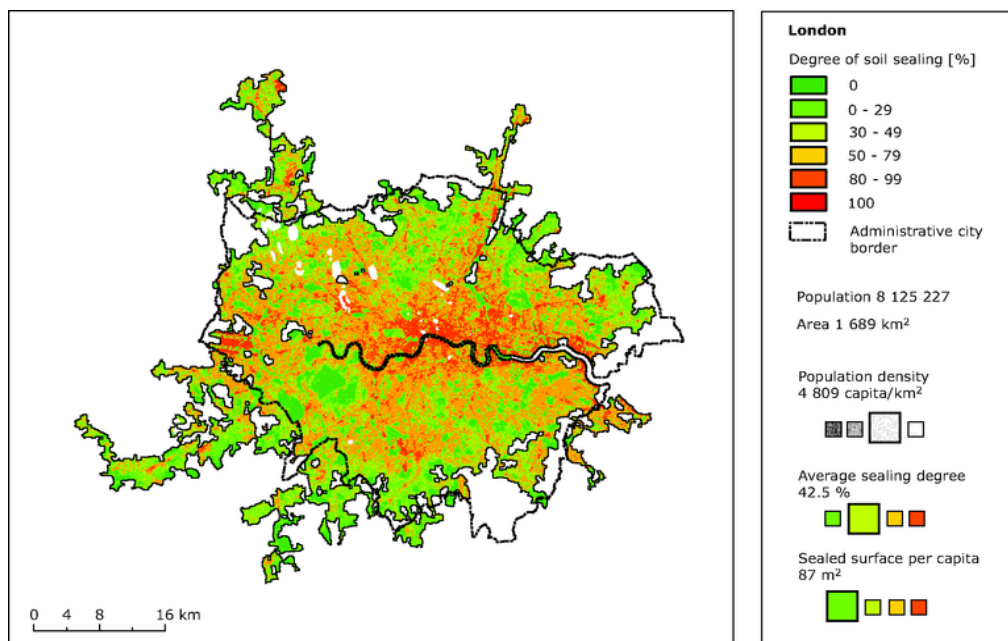 London
Degree of soil sealing [%]
0
0 - 29
30 - 49
50 - 79
80 - 99
100
Administrative city
border
Population 8 125 227
Area 1 689 km²
Population density
4 809 capita/km²
Average sealing degree
42.5 %
Sealed surface per capita
87 m²
0 4 8 16 km